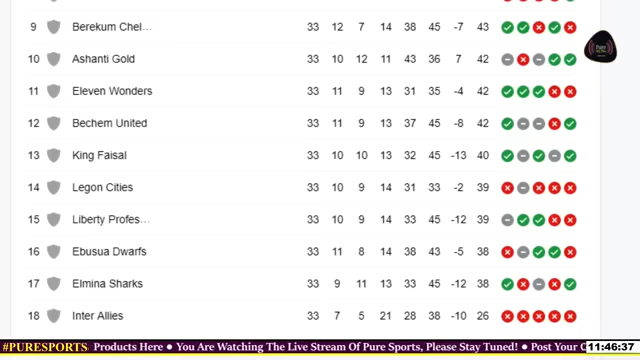 9 Berekum Chel... 33 12 7 14 38 45 -7 43
10 Ashanti Gold 33 10 12 11 43 36 7 42
11 Eleven Wonders 33 11 9 13 31 35 -4 42
12 Bechem United 33 11 9 13 37 45 -8 42
13 King Faisal 33 10 10 13 32 45 -13 40
14 Legon Cities 33 10 9 14 31 33 -2 39
15 Liberty Profes... 33 10 9 14 33 45 -12 39
16 Ebusua Dwarfs 33 11 8 14 38 43 -5 38
17 Elmina Sharks 33 9 11 13 33 45 -12 38
18 Inter Allies 33 7 5 21 28 38 -10 26
#PURESPORTS Products Here ● You Are Watching The Live Stream Of Pure Sports, Please Stay Tuned! ● Post Your 11:46:37